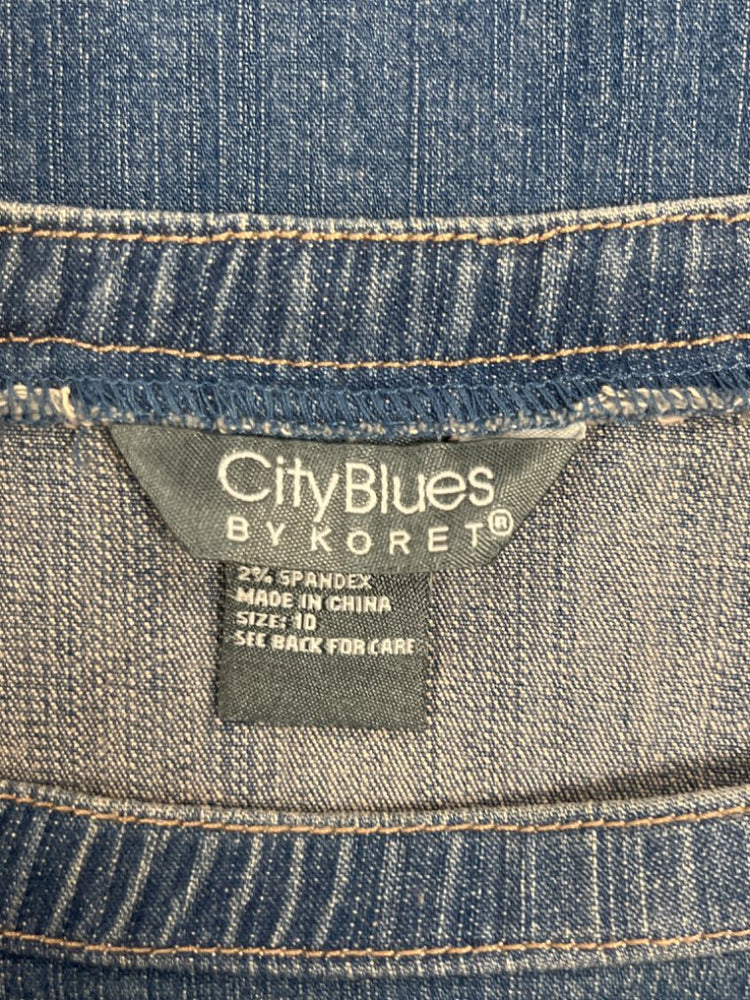 CityBlues
BY KORET®
2% SPANDEX
MADE IN CHINA
SIZE: 10
SEE BACK FOR CARE